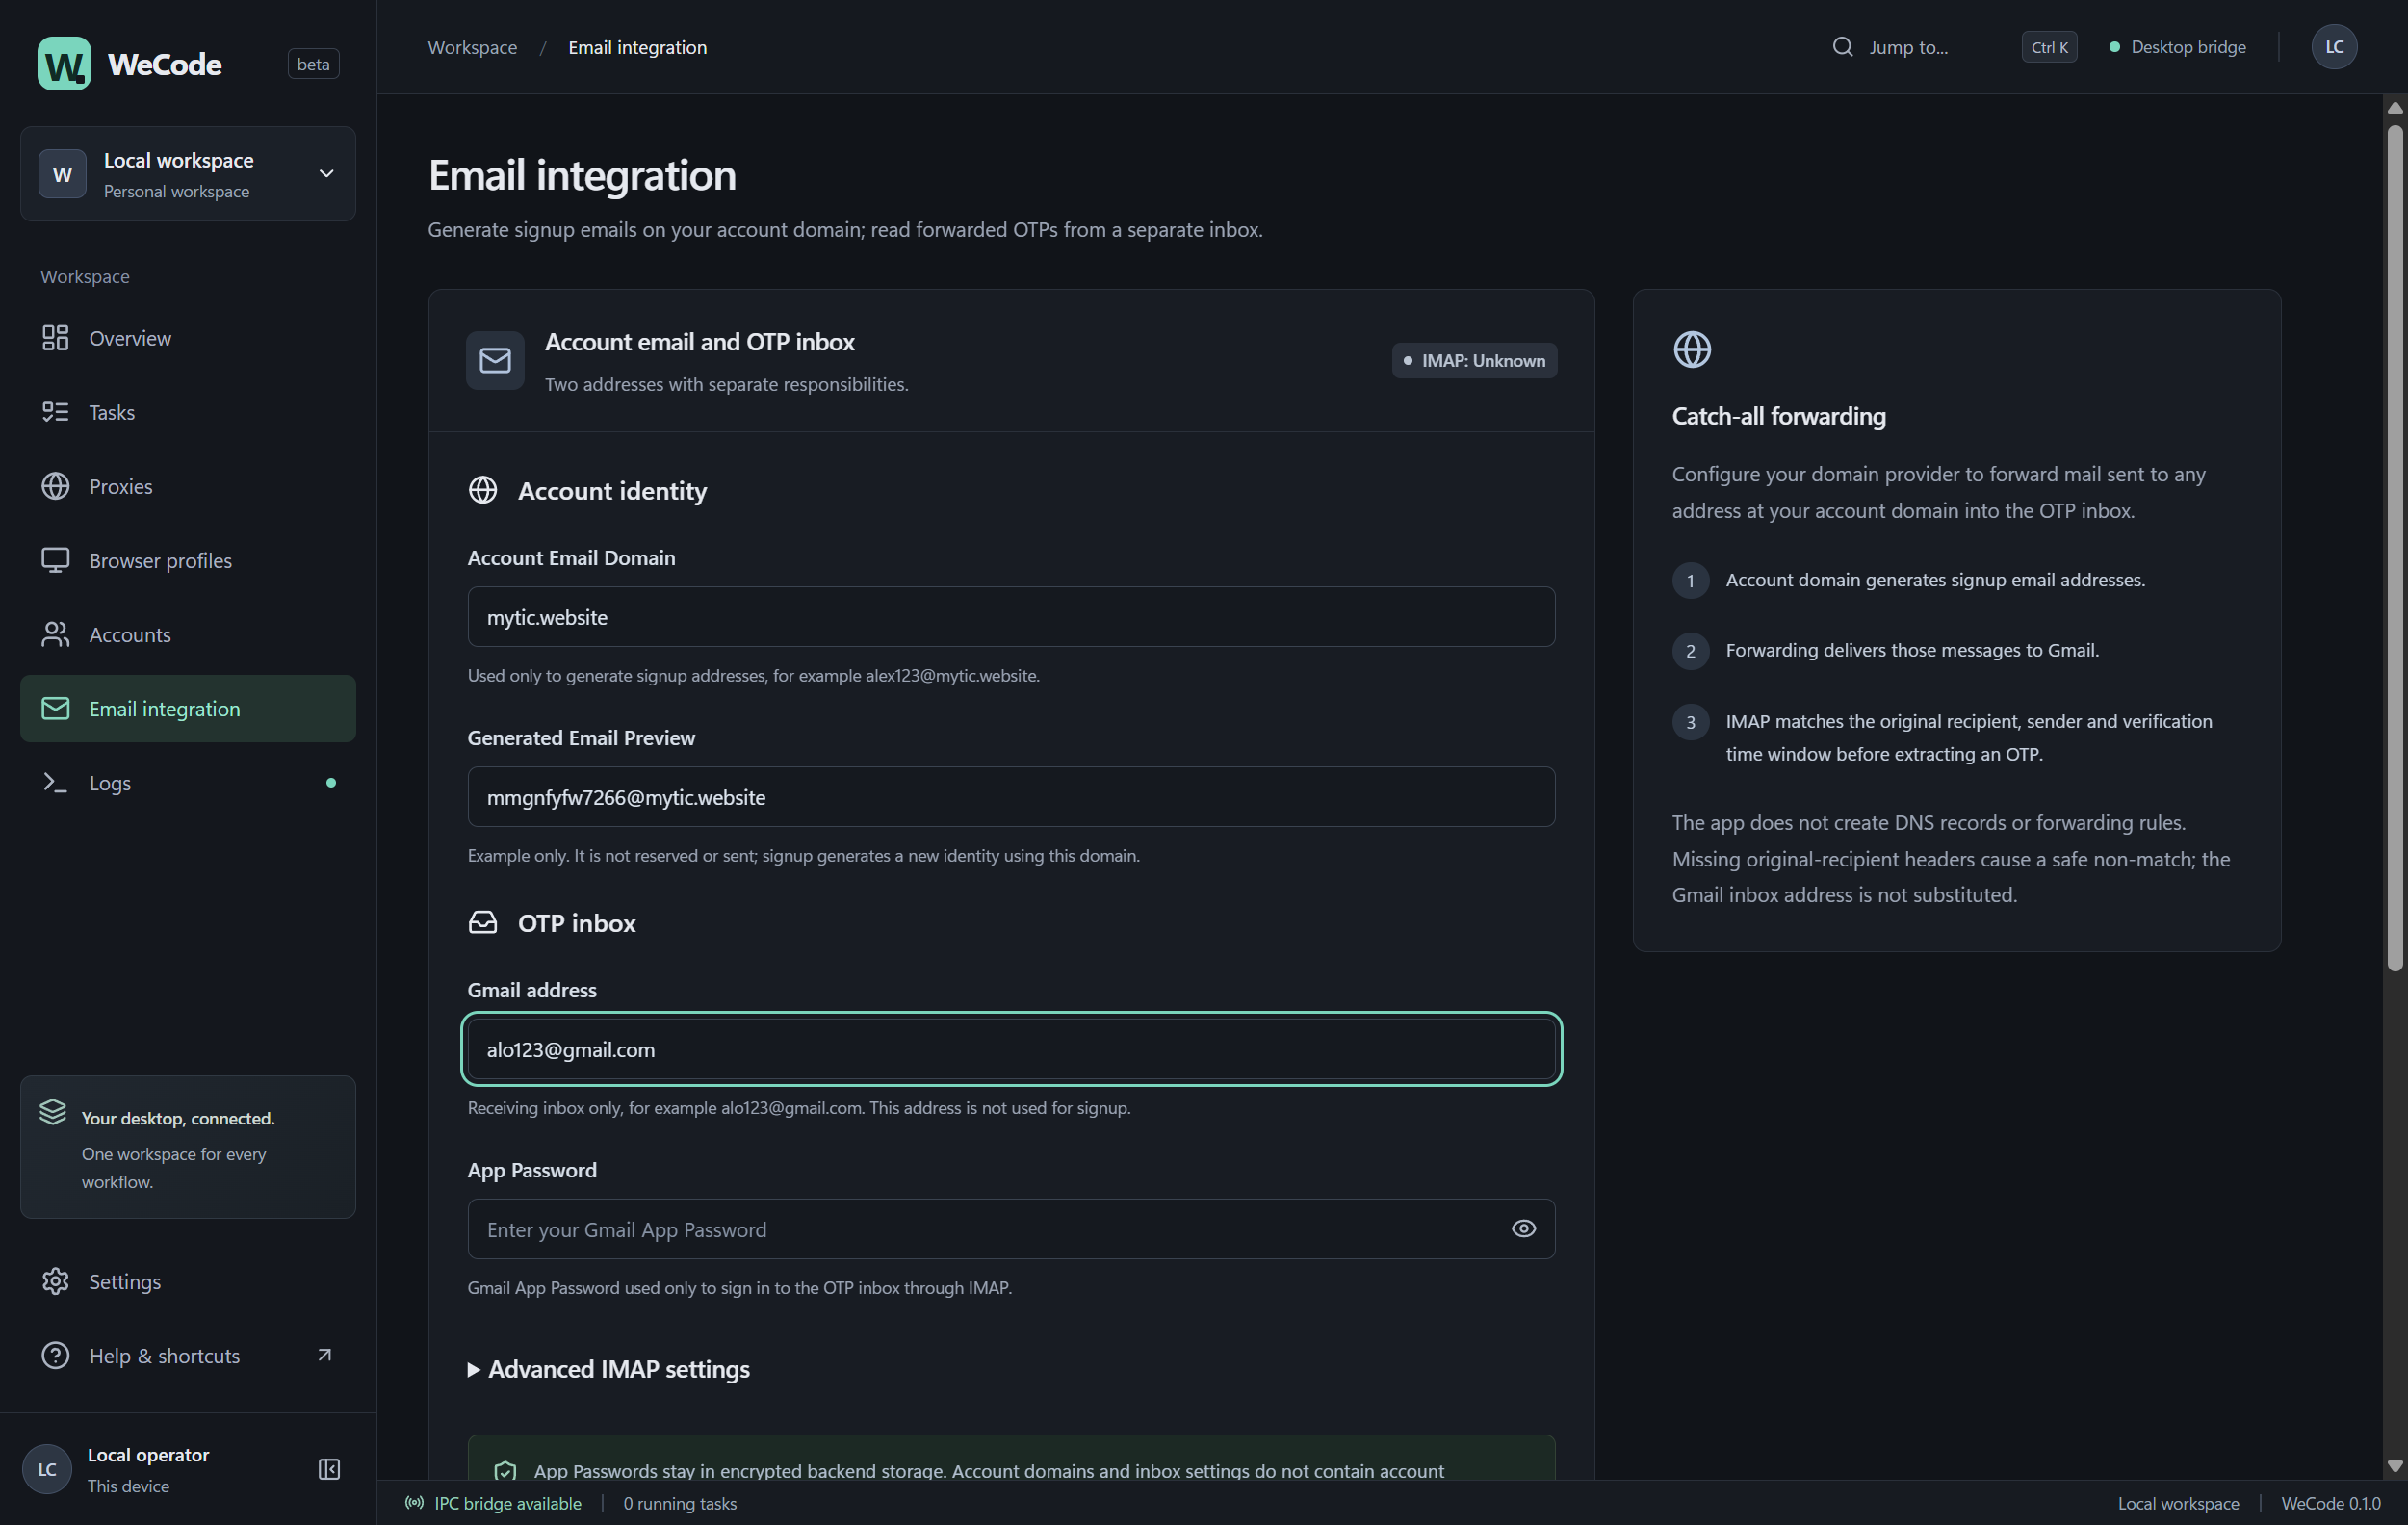 W.
WeCode
beta
W
Local workspace
Personal workspace
Workspace
Overview
Tasks
Proxies
Browser profiles
Accounts
Email integration
Logs
Your desktop, connected.
One workspace for every
workflow.
Settings
Help & shortcuts
LC
Local operator
This device
Workspace / Email integration
Jump to...
Ctrl K
Desktop bridge
LC
Email integration
Generate signup emails on your account domain; read forwarded OTPs from a separate inbox.
Account email and OTP inbox
Two addresses with separate responsibilities.
IMAP: Unknown
Account identity
Account Email Domain
mytic.website
Used only to generate signup addresses, for example alex123@mytic.website.
Generated Email Preview
mmgnfyfw7266@mytic.website
Example only. It is not reserved or sent; signup generates a new identity using this domain.
OTP inbox
Gmail address
alo123@gmail.com
Receiving inbox only, for example alo123@gmail.com. This address is not used for signup.
App Password
Enter your Gmail App Password
Gmail App Password used only to sign in to the OTP inbox through IMAP.
Advanced IMAP settings
App Passwords stay in encrypted backend storage. Account domains and inbox settings do not contain account
Catch-all forwarding
Configure your domain provider to forward mail sent to any
address at your account domain into the OTP inbox.
1 Account domain generates signup email addresses.
2 Forwarding delivers those messages to Gmail.
3 IMAP matches the original recipient, sender and verification
time window before extracting an OTP.
The app does not create DNS records or forwarding rules.
Missing original-recipient headers cause a safe non-match; the
Gmail inbox address is not substituted.
IPC bridge available
0 running tasks
Local workspace
WeCode 0.1.0